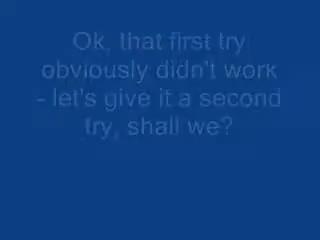 Ok, that first try
obviously didn't work
- let's give it a second
try, shall we?